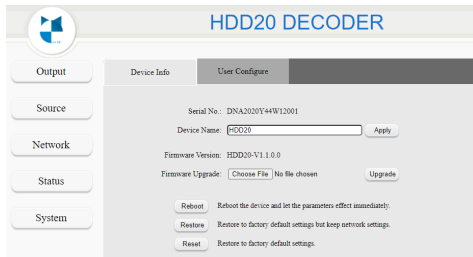 HDD20 DECODER
Output
Source
Network
Status
System
Device Info
User Configure
Serial No.: DNA2020Y44W12001
Device Name: HDD20 Apply
Firmware Version: HDD20-V1.1.0.0
Firmware Upgrade: Choose File No file chosen Upgrade
Reboot Reboot the device and let the parameters effect immediately.
Restore Restore to factory default settings but keep network settings.
Reset Restore to factory default settings.